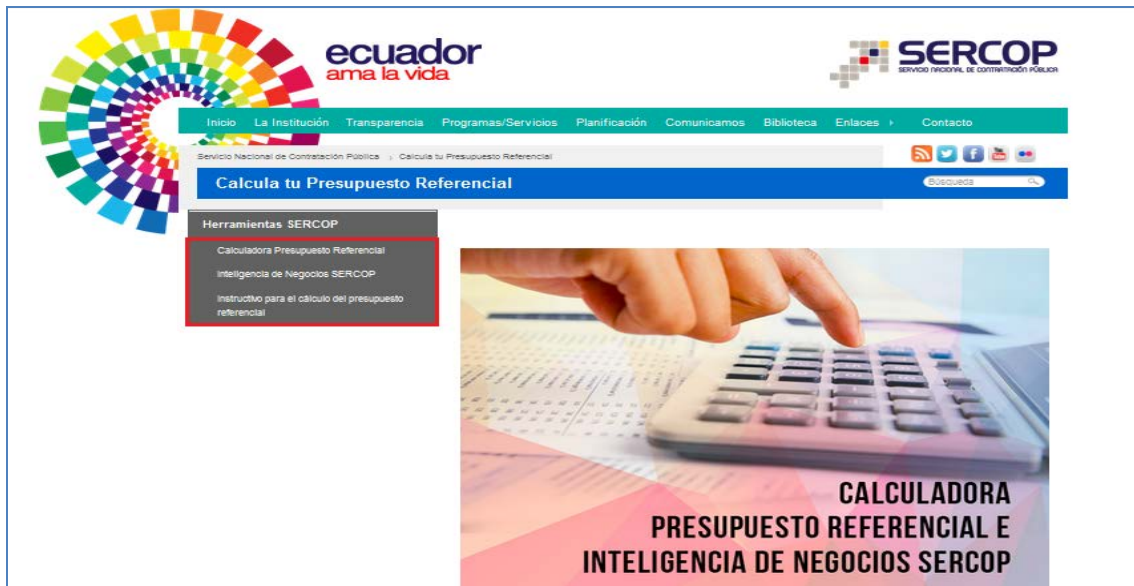 ecuador
ama la vida
SERCOP
SERVICIO NACIONAL DE CONTRATACIÓN PÚBLICA
Inicio La Institución Transparencia Programas/Servicios Planificación Comunicamos Biblioteca Enlaces Contacto
Servicio Nacional de Contratación Pública › Calcula tu Presupuesto Referencial
Calcula tu Presupuesto Referencial
Búsqueda
Herramientas SERCOP
Calculadora Presupuesto Referencial
Inteligencia de Negocios SERCOP
Instructivo para el cálculo del presupuesto
referencial
CALCULADORA
PRESUPUESTO REFERENCIAL E
INTELIGENCIA DE NEGOCIOS SERCOP